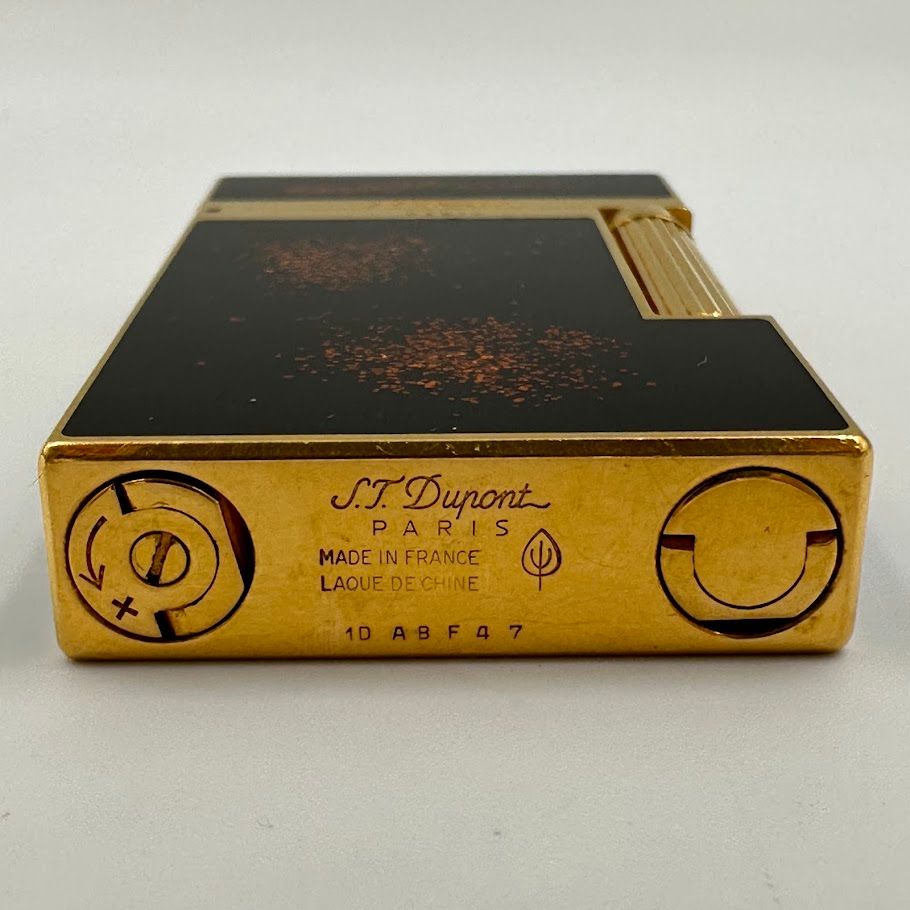 S.T. Dupont
PARIS
MADE IN FRANCE
LAQUE DE CHINE
1D ABF47
+